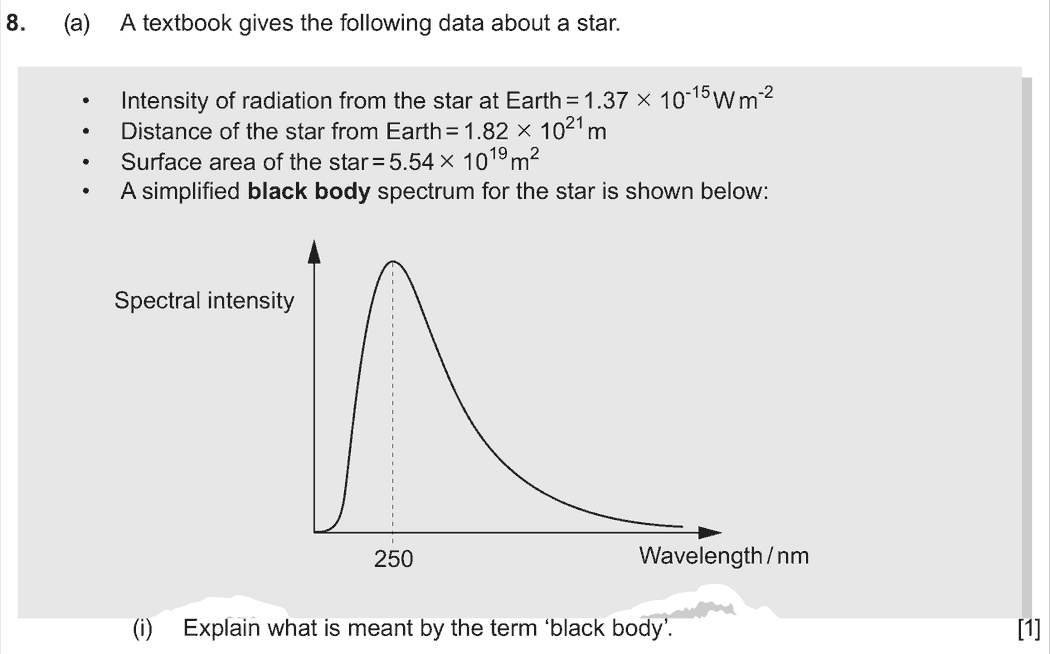 8. (a) A textbook gives the following data about a star.
• Intensity of radiation from the star at Earth = 1.37 × 10⁻¹⁵ W m⁻²
• Distance of the star from Earth = 1.82 × 10²¹ m
• Surface area of the star = 5.54 × 10¹⁹ m²
• A simplified black body spectrum for the star is shown below:
Spectral intensity
250
Wavelength / nm
(i) Explain what is meant by the term ‘black body’. [1]